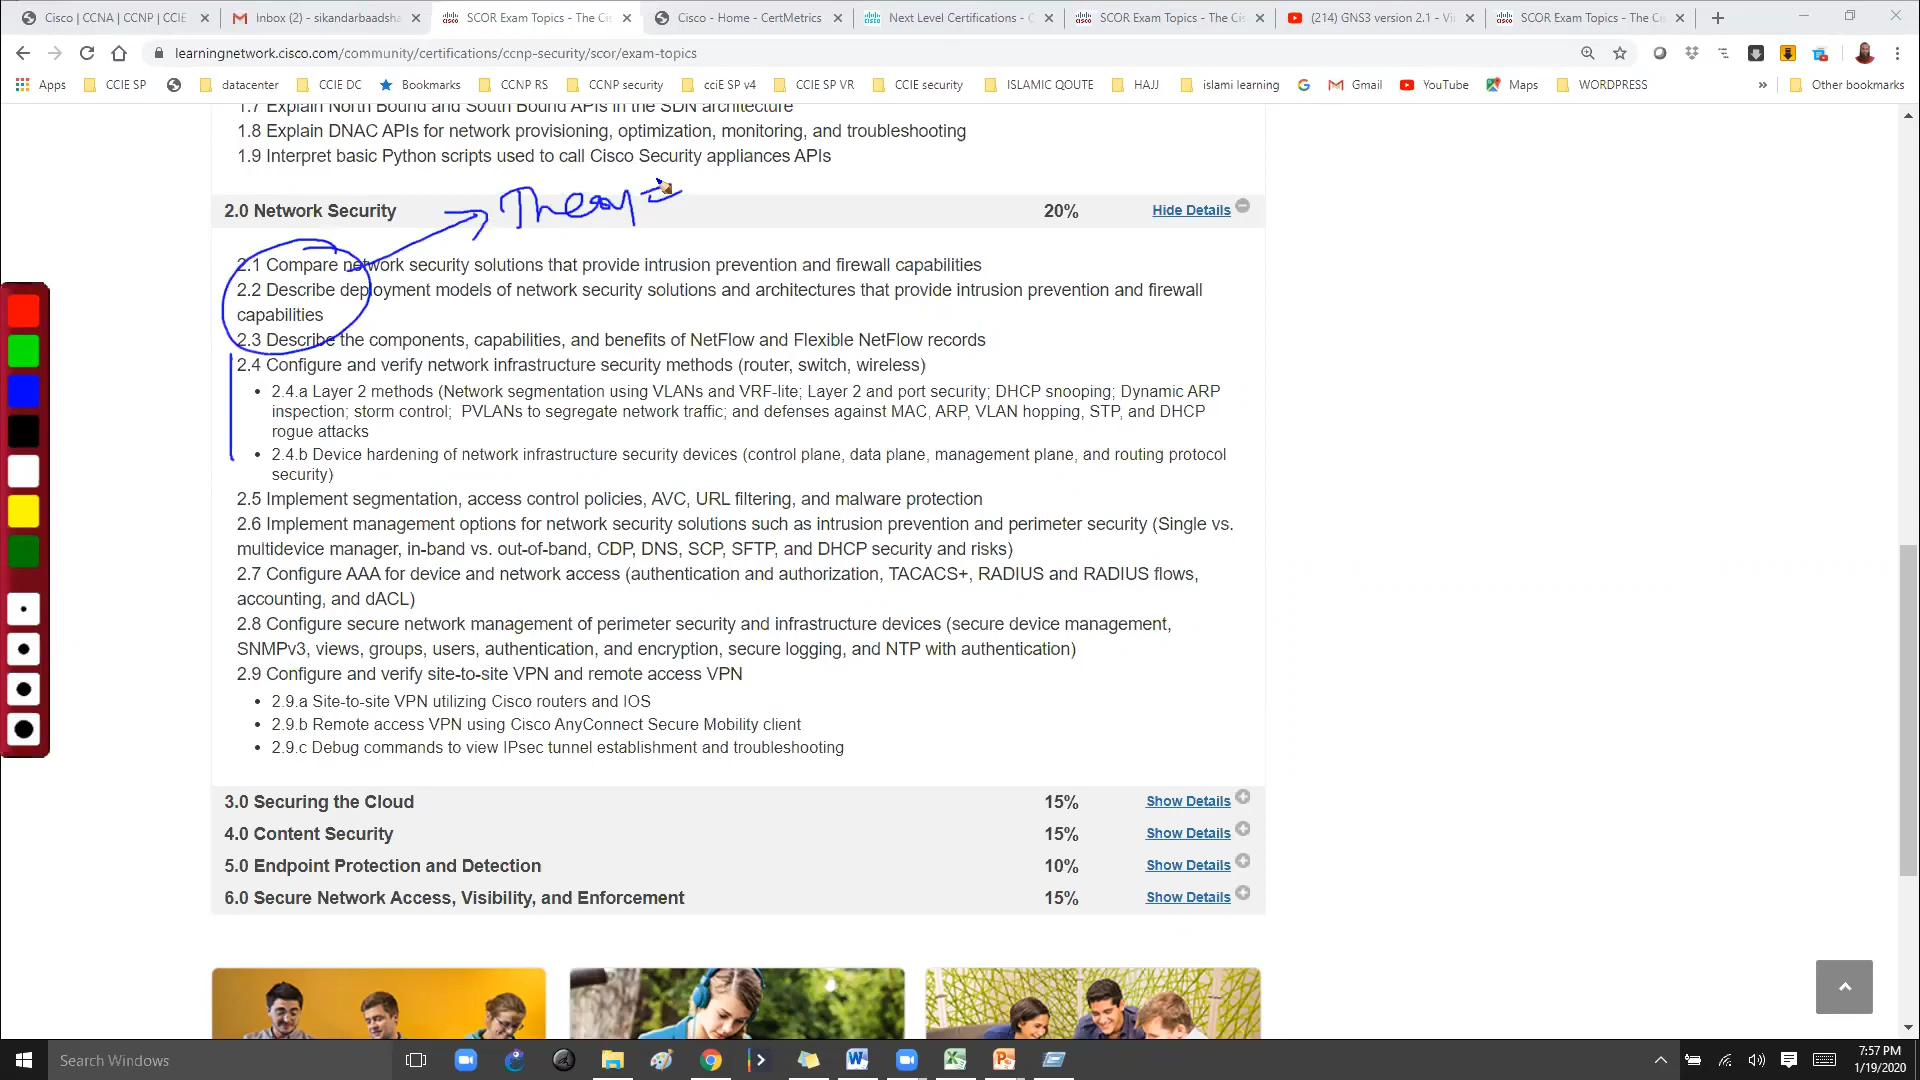 Cisco | CCNA | CCNP | CCIE
Inbox (2) - sikandarbaadsha
SCOR Exam Topics - The Cis
Cisco - Home - CertMetrics
Next Level Certifications - C
SCOR Exam Topics - The Cis
(214) GNS3 version 2.1 - Vi
SCOR Exam Topics - The Cis
learningnetwork.cisco.com/community/certifications/ccnp-security/scor/exam-topics
Apps
CCIE SP
datacenter
CCIE DC
Bookmarks
CCNP RS
CCNP security
cciE SP v4
CCIE SP VR
CCIE security
ISLAMIC QOUTE
HAJJ
islami learning
Gmail
YouTube
Maps
WORDPRESS
»
Other bookmarks
1.7 Explain North Bound and South Bound APIs in the SDN architecture
1.8 Explain DNAC APIs for network provisioning, optimization, monitoring, and troubleshooting
1.9 Interpret basic Python scripts used to call Cisco Security appliances APIs
Theory
2.0 Network Security 20% Hide Details
2.1 Compare network security solutions that provide intrusion prevention and firewall capabilities
2.2 Describe deployment models of network security solutions and architectures that provide intrusion prevention and firewall
capabilities
2.3 Describe the components, capabilities, and benefits of NetFlow and Flexible NetFlow records
2.4 Configure and verify network infrastructure security methods (router, switch, wireless)
• 2.4.a Layer 2 methods (Network segmentation using VLANs and VRF-lite; Layer 2 and port security; DHCP snooping; Dynamic ARP
inspection; storm control; PVLANs to segregate network traffic; and defenses against MAC, ARP, VLAN hopping, STP, and DHCP
rogue attacks
• 2.4.b Device hardening of network infrastructure security devices (control plane, data plane, management plane, and routing protocol
security)
2.5 Implement segmentation, access control policies, AVC, URL filtering, and malware protection
2.6 Implement management options for network security solutions such as intrusion prevention and perimeter security (Single vs.
multidevice manager, in-band vs. out-of-band, CDP, DNS, SCP, SFTP, and DHCP security and risks)
2.7 Configure AAA for device and network access (authentication and authorization, TACACS+, RADIUS and RADIUS flows,
accounting, and dACL)
2.8 Configure secure network management of perimeter security and infrastructure devices (secure device management,
SNMPv3, views, groups, users, authentication, and encryption, secure logging, and NTP with authentication)
2.9 Configure and verify site-to-site VPN and remote access VPN
• 2.9.a Site-to-site VPN utilizing Cisco routers and IOS
• 2.9.b Remote access VPN using Cisco AnyConnect Secure Mobility client
• 2.9.c Debug commands to view IPsec tunnel establishment and troubleshooting
3.0 Securing the Cloud 15% Show Details
4.0 Content Security 15% Show Details
5.0 Endpoint Protection and Detection 10% Show Details
6.0 Secure Network Access, Visibility, and Enforcement 15% Show Details
Search Windows
7:57 PM
1/19/2020